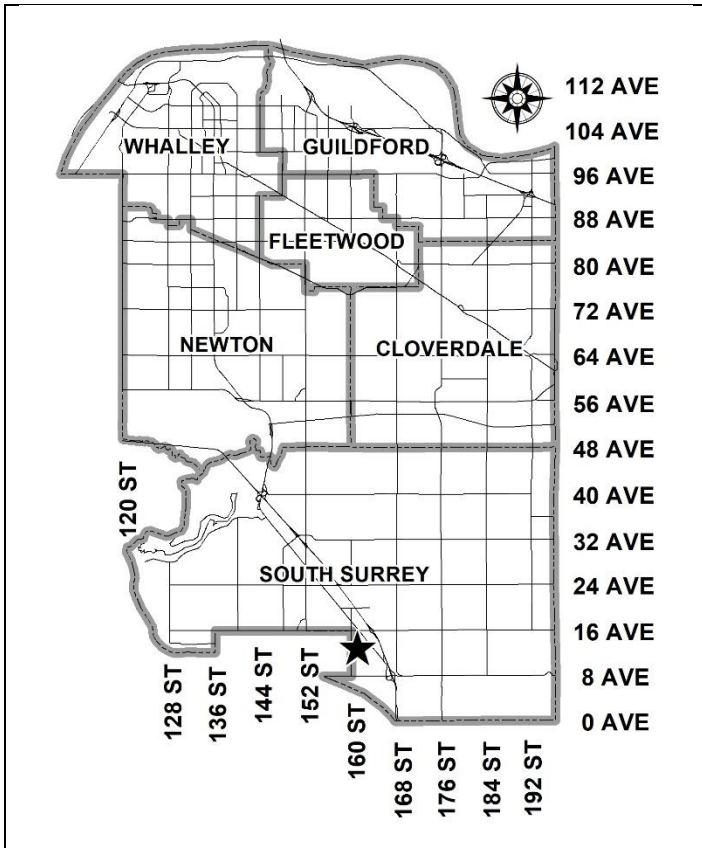 112 AVE
104 AVE
WHALLEY
GUILDFORD
96 AVE
88 AVE
FLEETWOOD
80 AVE
72 AVE
NEWTON
CLOVERDALE
64 AVE
56 AVE
48 AVE
120 ST
40 AVE
32 AVE
SOUTH SURREY
24 AVE
16 AVE
8 AVE
0 AVE
128 ST
136 ST
144 ST
152 ST
160 ST
168 ST
176 ST
184 ST
192 ST